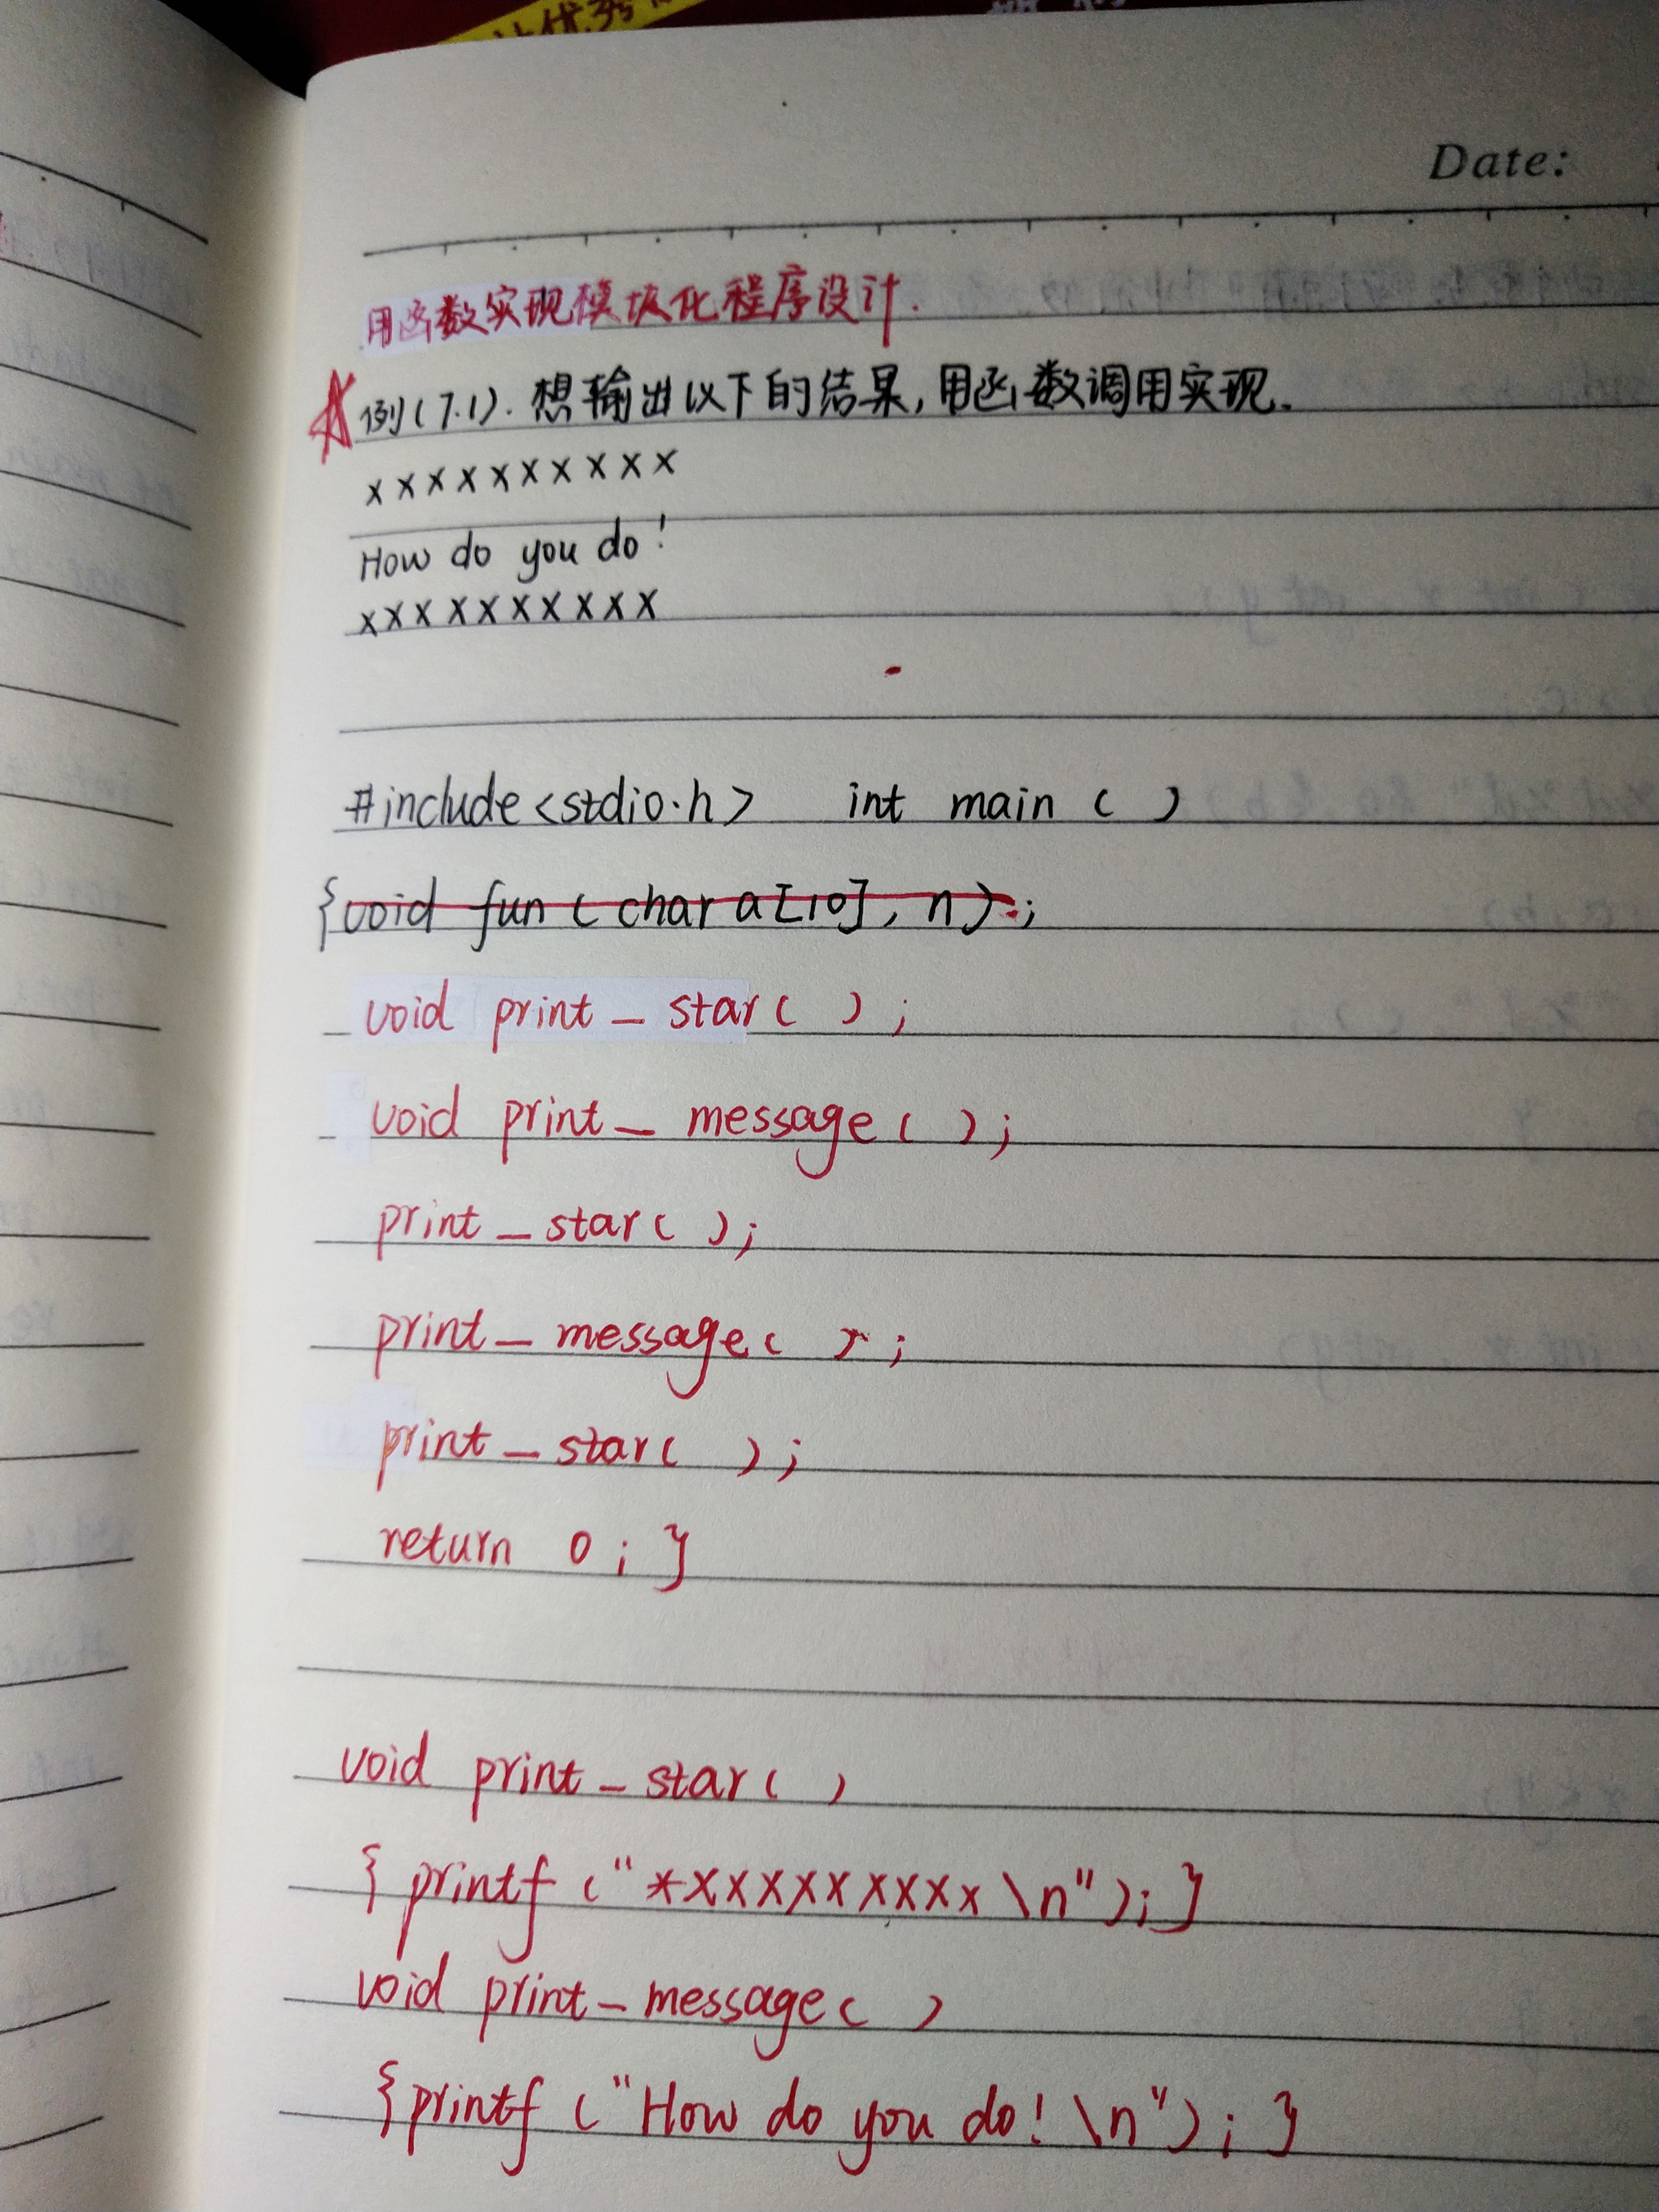 Date:
用函数实现模块化程序设计.
例(7.1). 想输出以下的结果,用函数调用实现.
××××××××××
How do you do!
××××××××××
#include<stdio.h> int main ( )
{void fun ( char a[10], n) ;
void print_star( ) ;
void print_message( ) ;
print_star( );
print_message( ) ;
print_star( ) ;
return 0 ; }
void print_star( )
{ printf ("*××××××××××\n"); }
void print_message( )
{printf ("How do you do! \n") ; }